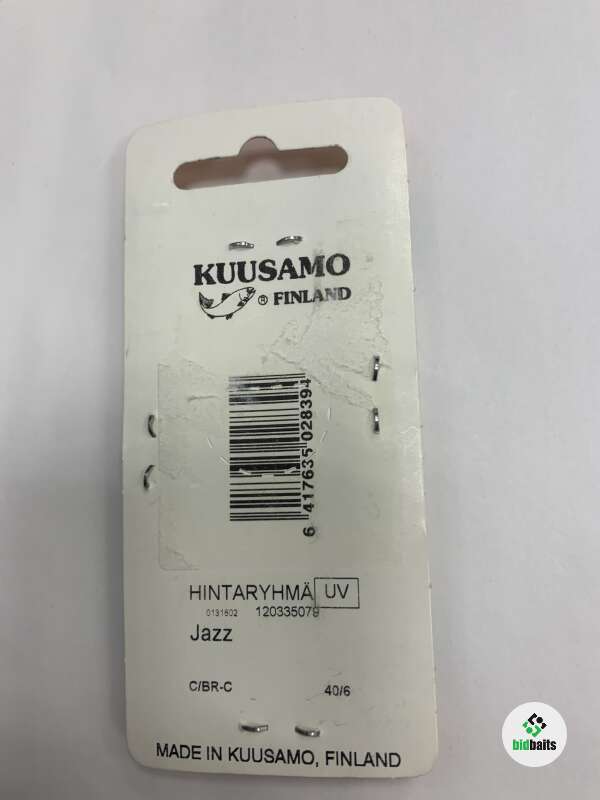 KUUSAMO
® FINLAND
6 417635 028394
HINTARYHMÄ UV
0131602 120335079
Jazz
C/BR-C 40/6
MADE IN KUUSAMO, FINLAND
bidbaits